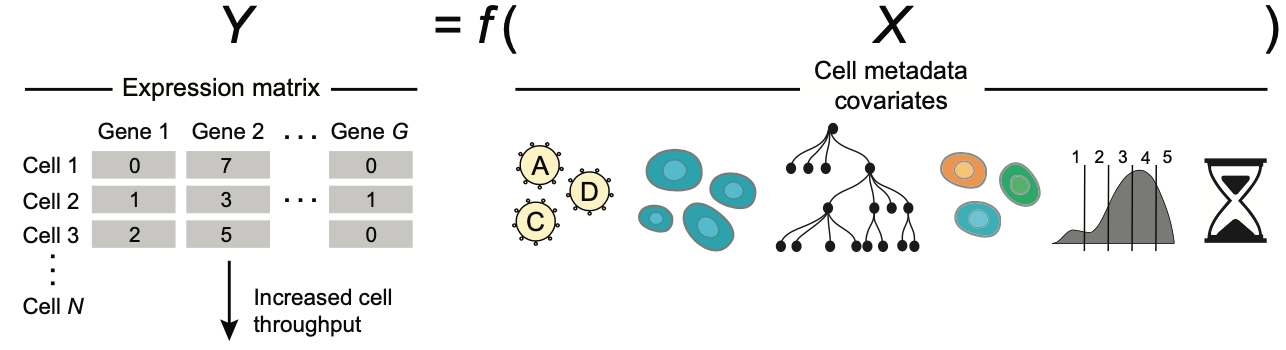 Y = f( X )
Expression matrix
Cell metadata
covariates
Gene 1 Gene 2 ... Gene G
Cell 1 0 7 0
Cell 2 1 3 ... 1
Cell 3 2 5 0
⋮
Cell N
Increased cell
throughput
A
D
C
1 2 3 4 5